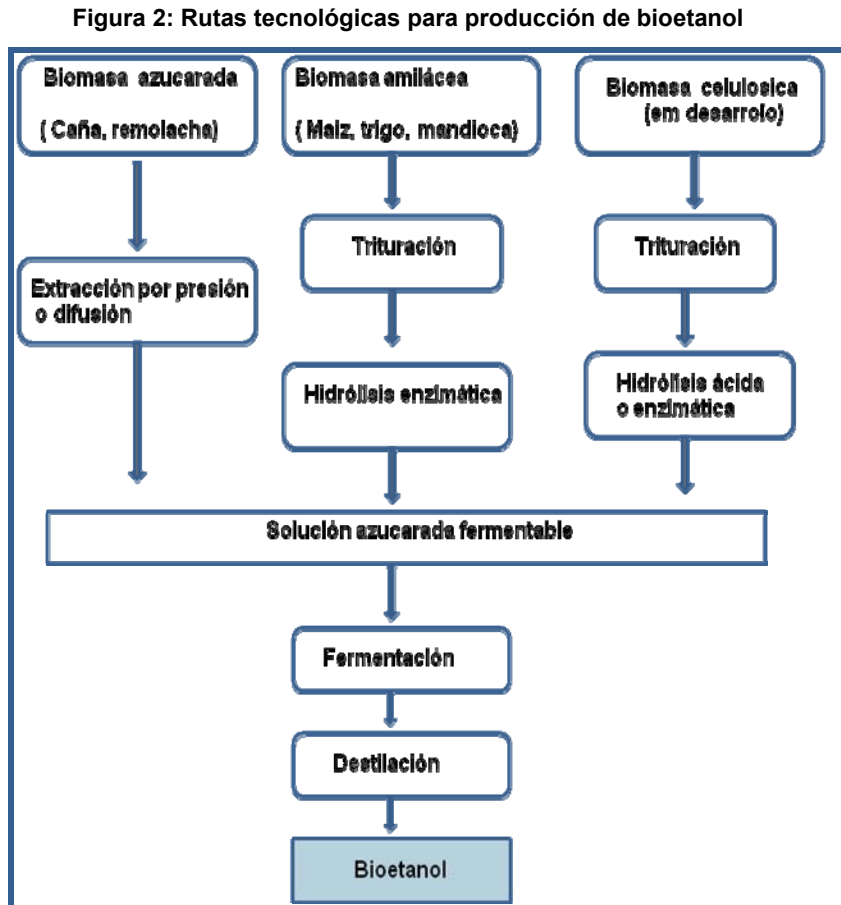 Figura 2: Rutas tecnológicas para producción de bioetanol
Biomasa azucarada
( Caña, remolacha)
Biomasa amilácea
( Maiz, trigo, mandioca)
Biomasa celulosica
(em desarrolo)
Trituración
Trituración
Extracción por presión
o difusión
Hidrólisis enzimática
Hidrólisis ácida
o enzimática
Solución azucarada fermentable
Fermentación
Destilación
Bioetanol